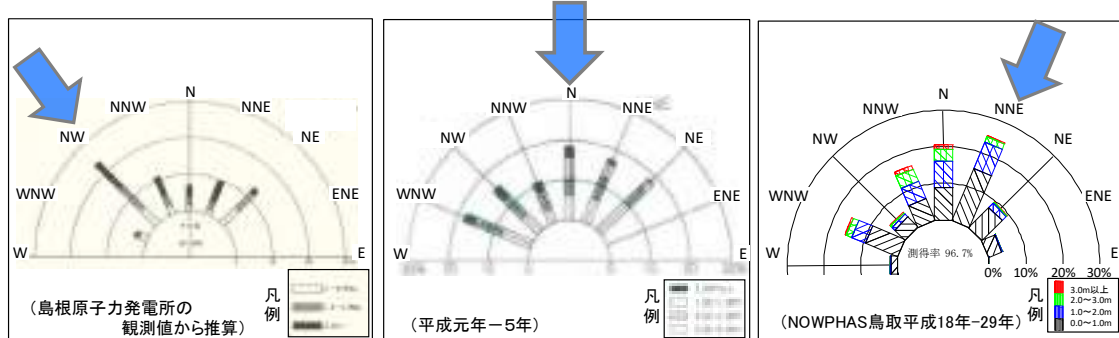 N
NNW
NNE
NW
NE
WNW
ENE
W
E
凡例
(島根原子力発電所の
観測値から推算)
N
NNW
NNE
NW
NE
WNW
ENE
W
E
凡例
(平成元年－5年)
N
NNW
NNE
NW
NE
WNW
ENE
W
E
測得率 96.7%
0% 10% 20% 30%
凡例
3.0m以上
2.0～3.0m
1.0～2.0m
0.0～1.0m
(NOWPHAS鳥取平成18年-29年)